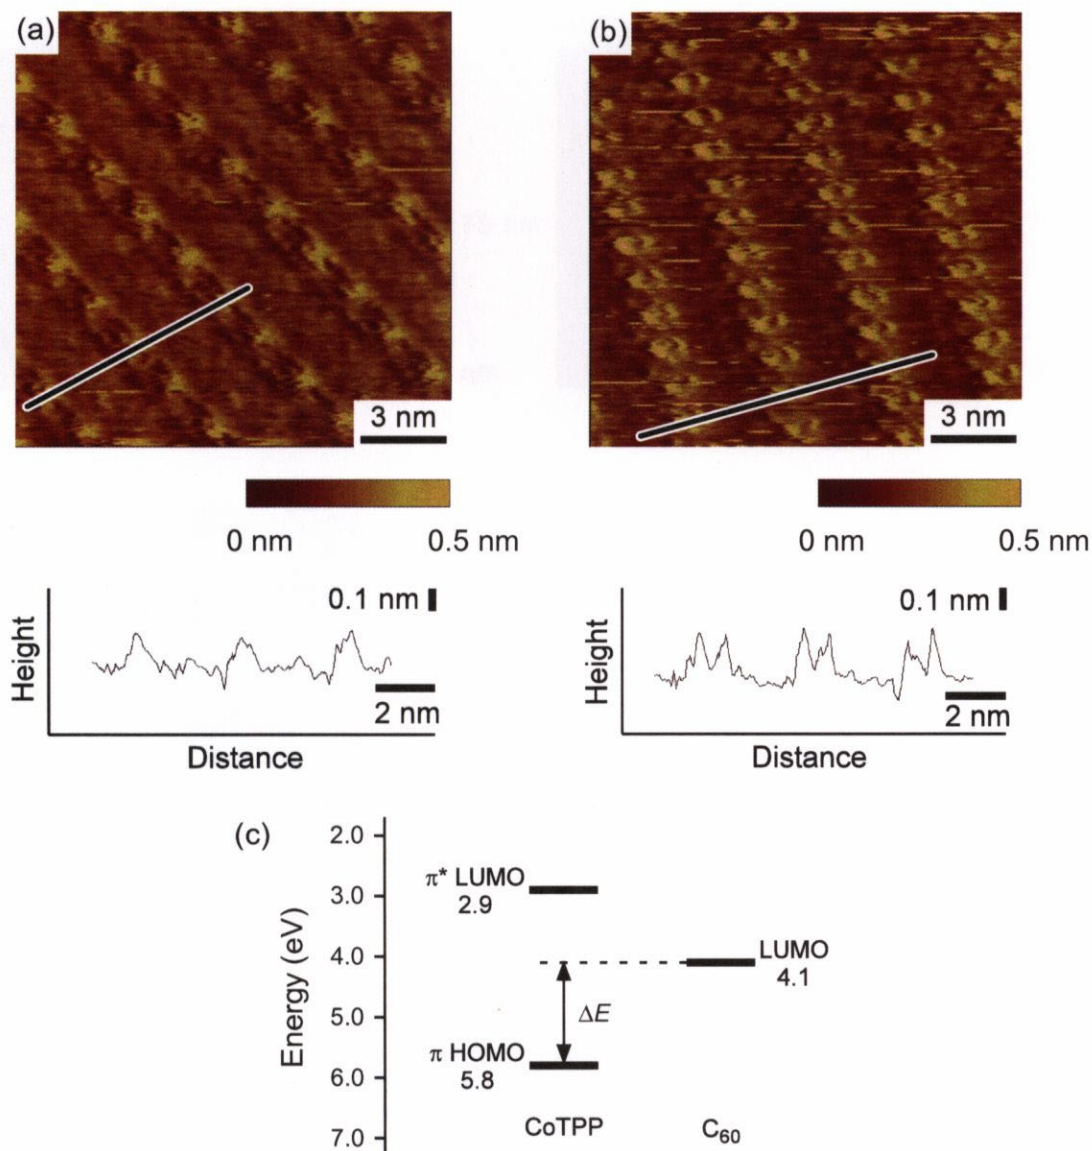 (a)
(b)
3 nm
3 nm
0 nm 0.5 nm
0 nm 0.5 nm
0.1 nm
Height
2 nm
Distance
0.1 nm
Height
2 nm
Distance
(c)
Energy (eV)
2.0
3.0
4.0
5.0
6.0
7.0
π* LUMO
2.9
LUMO
4.1
ΔE
π HOMO
5.8
CoTPP C₆₀